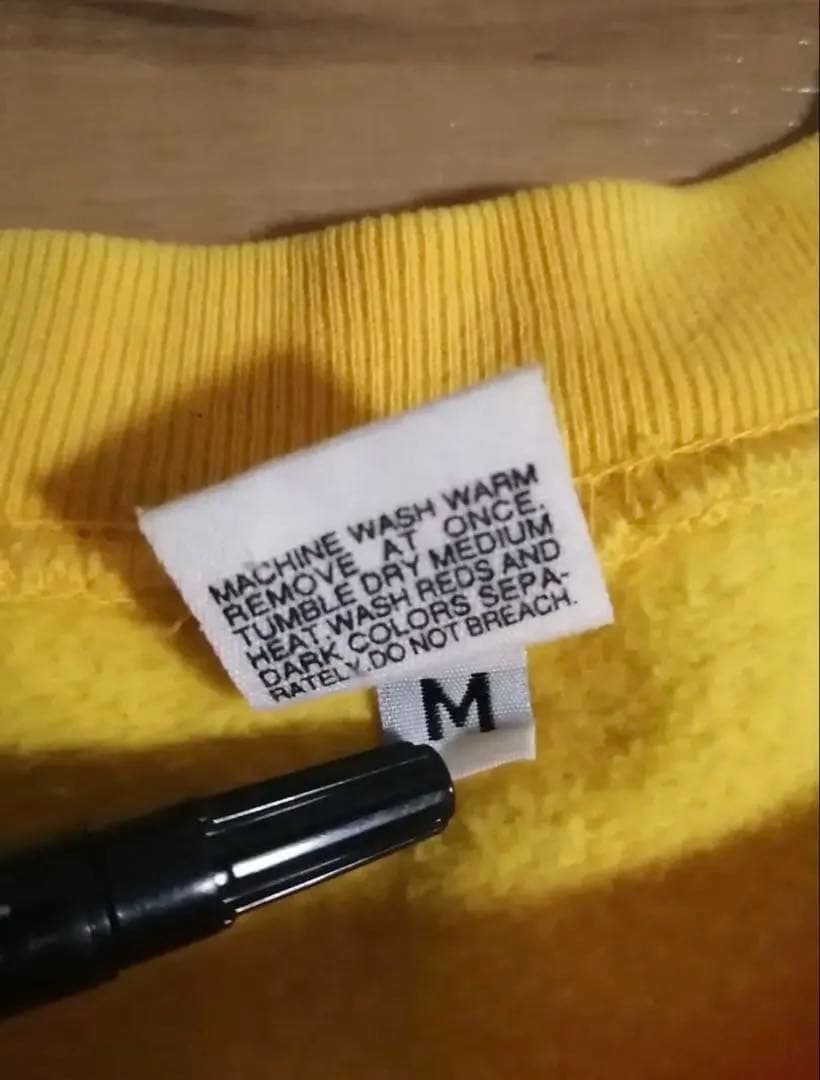 MACHINE WASH WARM
REMOVE AT ONCE.
TUMBLE DRY MEDIUM
HEAT.WASH REDS AND
DARK COLORS SEPA-
RATELY.DO NOT BREACH.
M